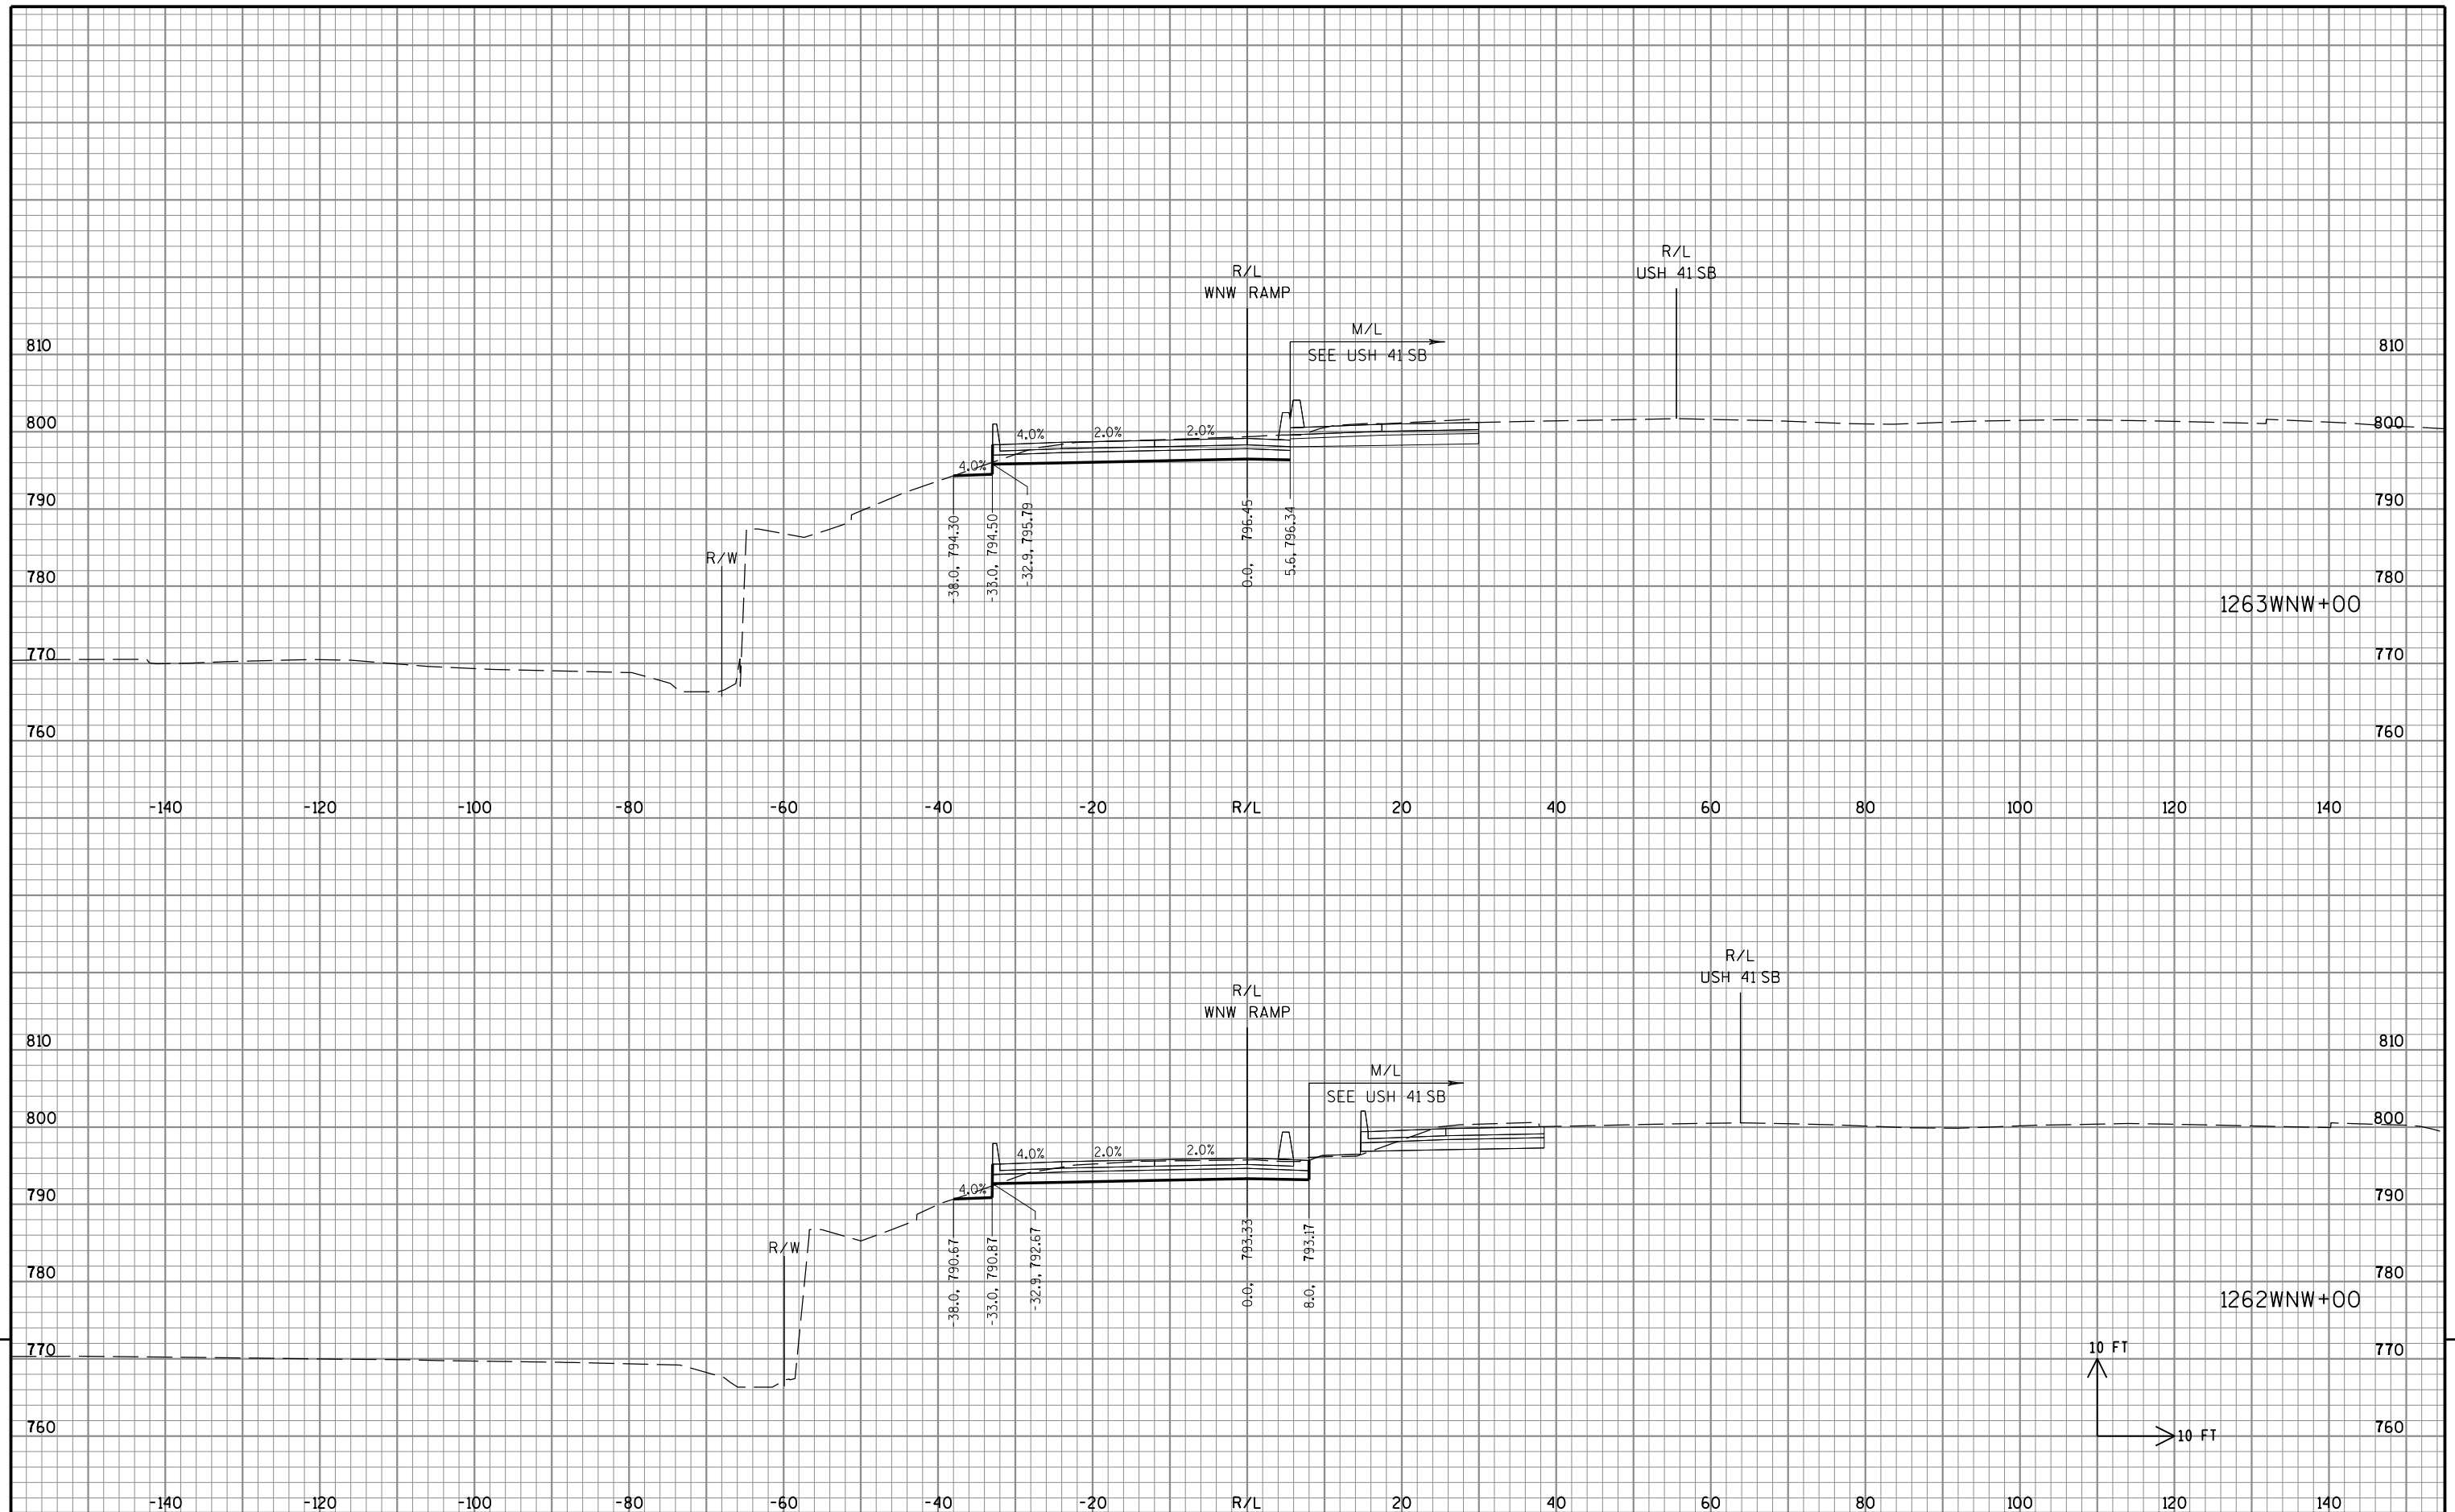 R/L
USH 41 SB
R/L
WNW RAMP
M/L
SEE USH 41 SB
810 810
800 800
4.0% 2.0% 2.0%
4.0%
790 790
-38.0, 794.30
-33.0, 794.50
-32.9, 795.79
0.0, 796.45
5.6, 796.34
R/W
780 780
1263WNW+00
770 770
760 760
-140 -120 -100 -80 -60 -40 -20 R/L 20 40 60 80 100 120 140
R/L
USH 41 SB
R/L
WNW RAMP
810 810
M/L
SEE USH 41 SB
800 800
4.0% 2.0% 2.0%
4.0%
790 790
-38.0, 790.67
-33.0, 790.87
-32.9, 792.67
0.0, 793.33
8.0, 793.17
R/W
780 780
1262WNW+00
770 770
10 FT
760 760
10 FT
-140 -120 -100 -80 -60 -40 -20 R/L 20 40 60 80 100 120 140